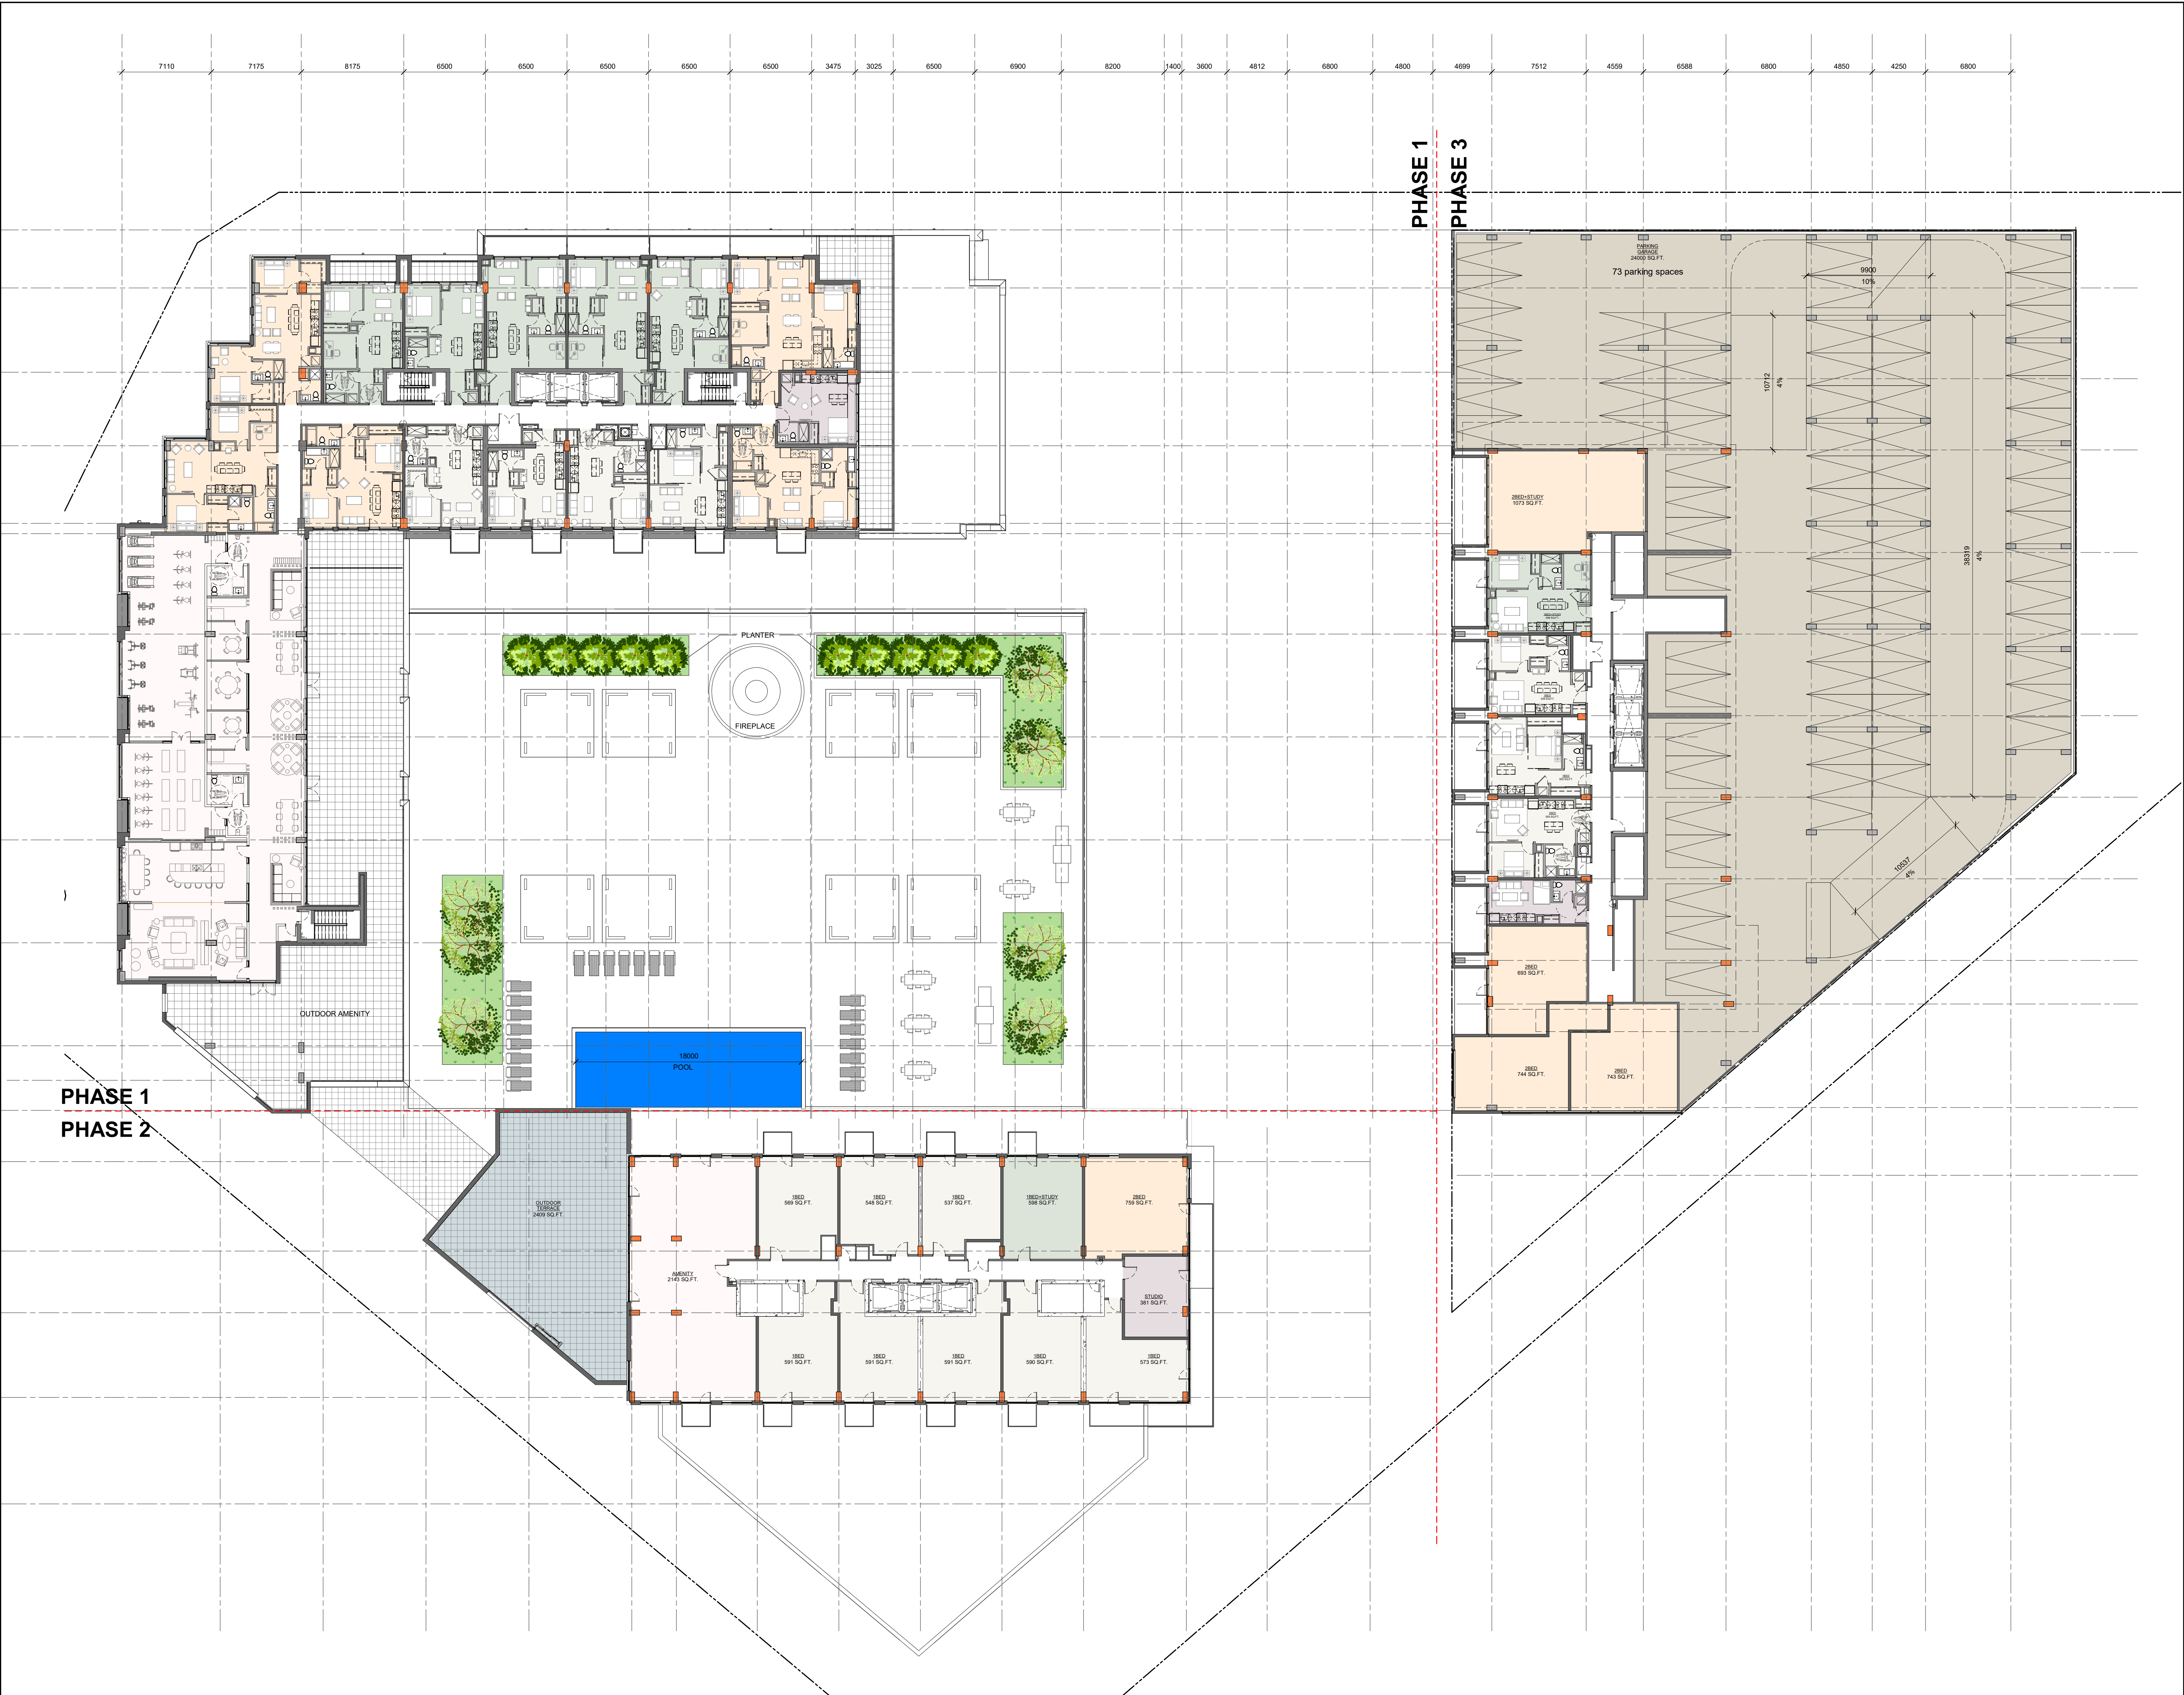 7110 7175 8175 6500 6500 6500 6500 6500 3475 3025 6500 6900 8200 1400 3600 4812 6800 4800 4699 7512 4559 6588 6800 4850 4250 6800
PHASE 1
PHASE 3
PARKING
GARAGE
24000 SQ.FT.
73 parking spaces
9900
10%
10712
4%
38319
4%
10537
4%
2BED+STUDY
1073 SQ.FT.
2BED
693 SQ.FT.
2BED
744 SQ.FT.
2BED
743 SQ.FT.
PLANTER
FIREPLACE
OUTDOOR AMENITY
18000
POOL
PHASE 1
PHASE 2
OUTDOOR
TERRACE
2409 SQ.FT.
AMENITY
2143 SQ.FT.
1BED
569 SQ.FT.
1BED
548 SQ.FT.
1BED
537 SQ.FT.
1BED+STUDY
598 SQ.FT.
2BED
759 SQ.FT.
STUDIO
381 SQ.FT.
1BED
591 SQ.FT.
1BED
591 SQ.FT.
1BED
591 SQ.FT.
1BED
590 SQ.FT.
1BED
573 SQ.FT.